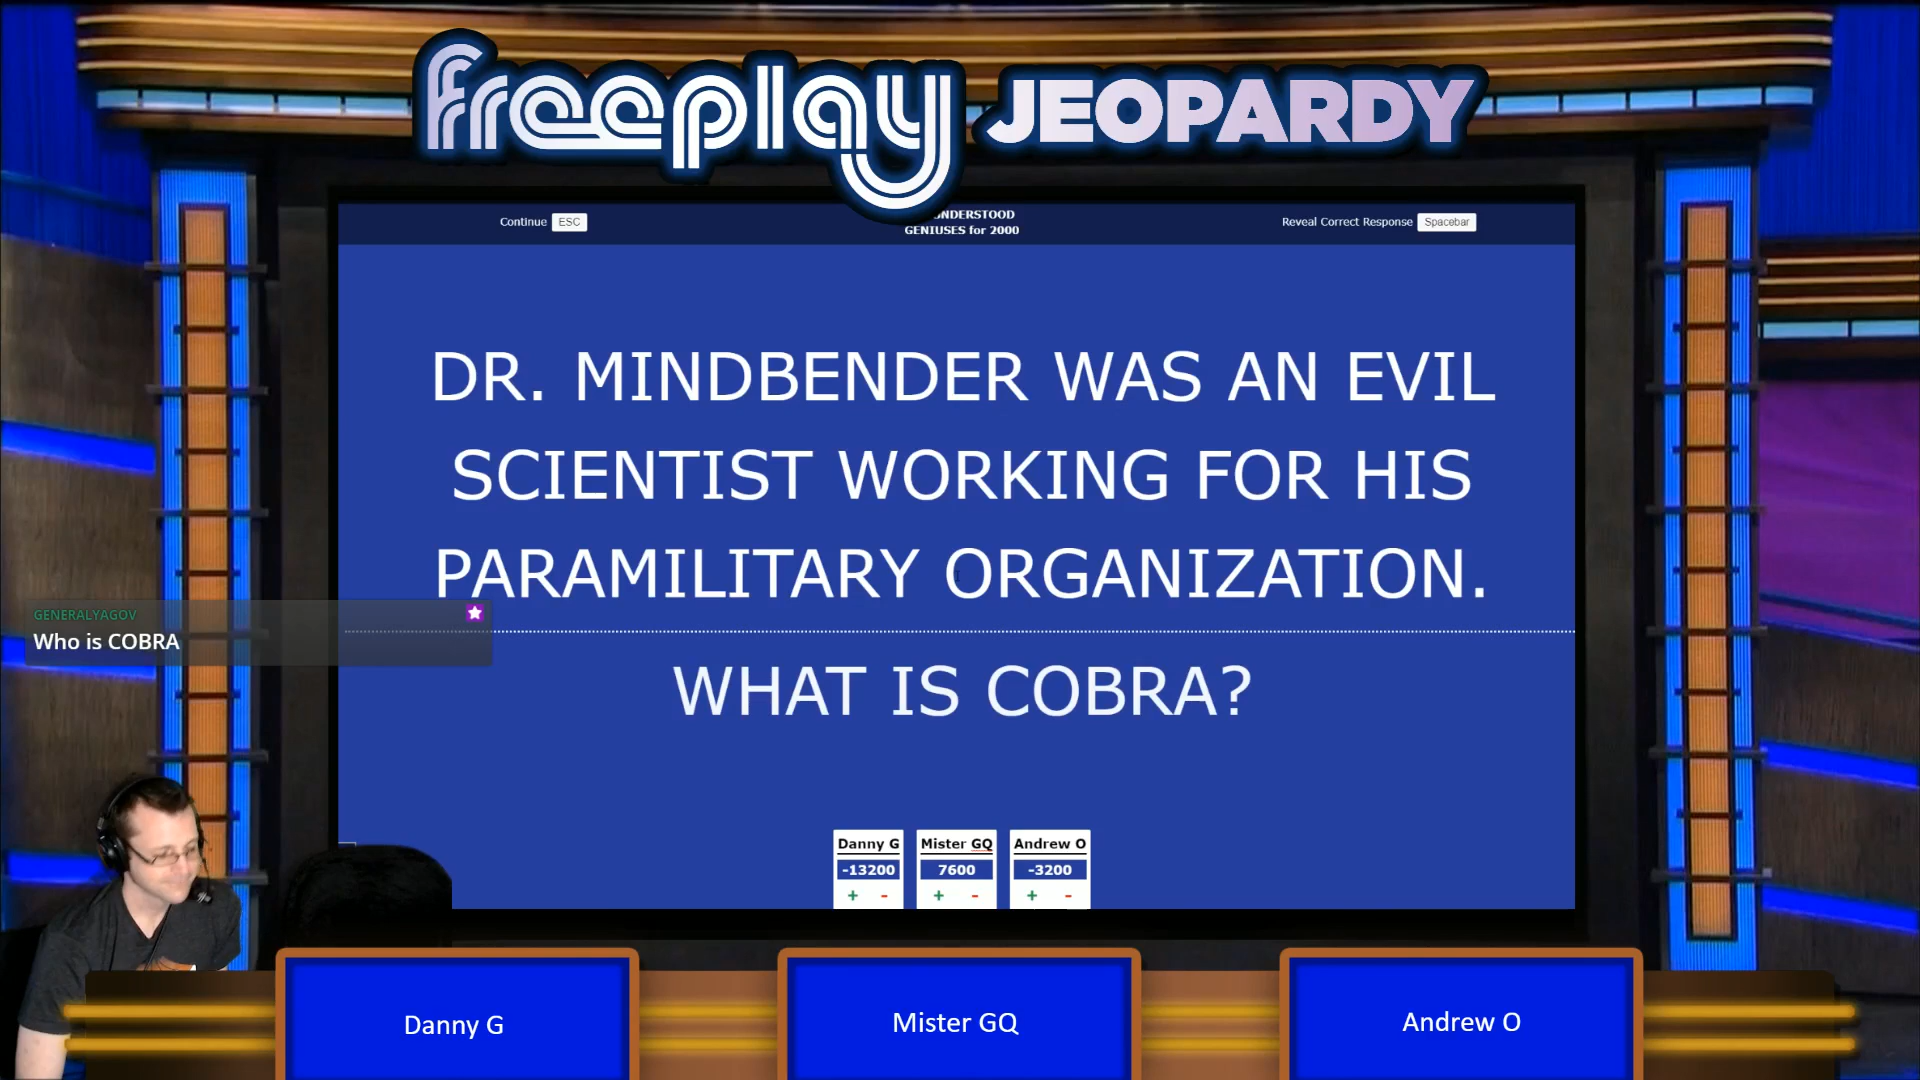 freeplay JEOPARDY
Continue ESC
NDERSTOOD
GENIUSES for 2000
Reveal Correct Response Spacebar
DR. MINDBENDER WAS AN EVIL
SCIENTIST WORKING FOR HIS
PARAMILITARY ORGANIZATION.
GENERALYAGOV
Who is COBRA
WHAT IS COBRA?
Danny G Mister GQ Andrew O
-13200 7600 -3200
+ - + - + -
Danny G Mister GQ Andrew O